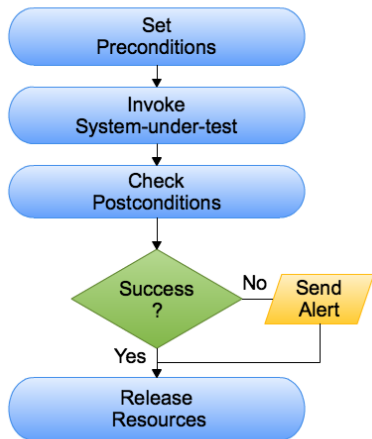 Set
Preconditions
Invoke
System-under-test
Check
Postconditions
Success
?
No
Send
Alert
Yes
Release
Resources